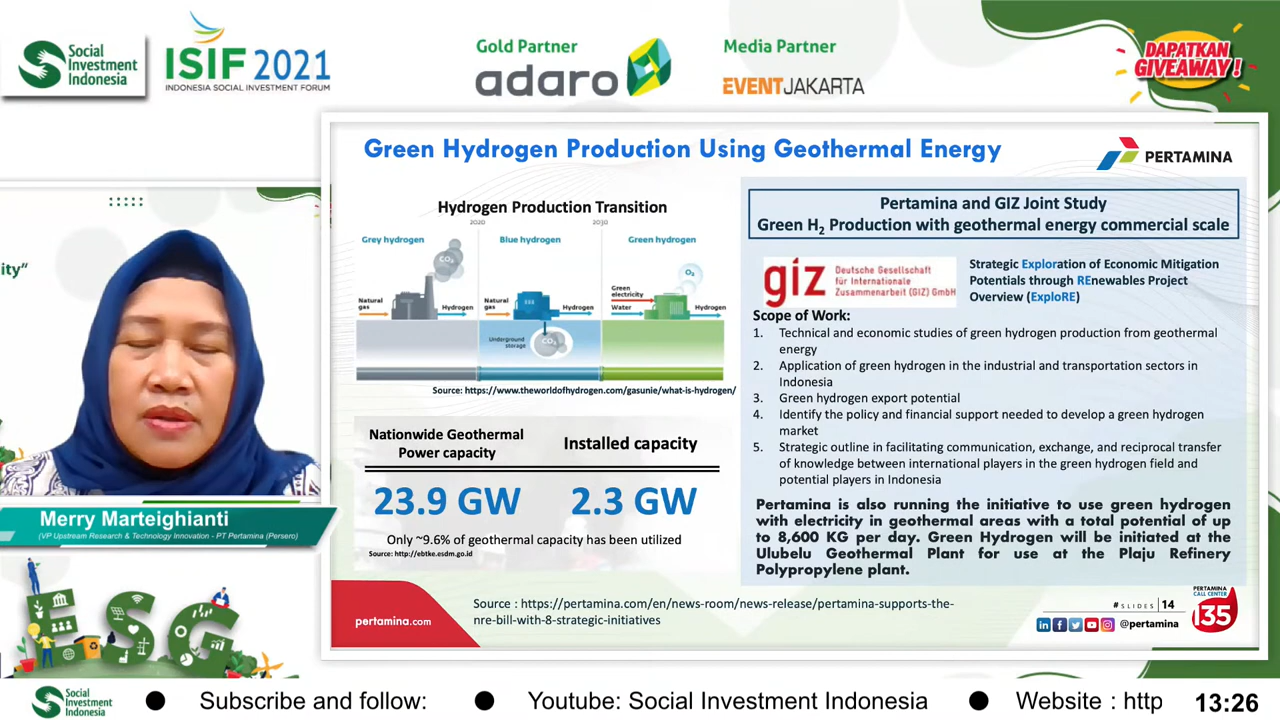 Social
Investment
Indonesia
ISIF 2021
INDONESIA SOCIAL INVESTMENT FORUM
Gold Partner
adaro
Media Partner
EVENTJAKARTA
DAPATKAN
GIVEAWAY !
ity”
Merry Marteighianti
(VP Upstream Research & Technology Innovation - PT Pertamina (Persero)
ESG
Green Hydrogen Production Using Geothermal Energy
PERTAMINA
Hydrogen Production Transition
2020
2030
Grey hydrogen
Blue hydrogen
Green hydrogen
CO2
O2
Natural
gas
Hydrogen
Natural
gas
Hydrogen
Green
electricity
Water
Hydrogen
Underground
storage
CO2
Source: https://www.theworldofhydrogen.com/gasunie/what-is-hydrogen/
Nationwide Geothermal
Power capacity
Installed capacity
23.9 GW
2.3 GW
Only ~9.6% of geothermal capacity has been utilized
Source: http://ebtke.esdm.go.id
Pertamina and GIZ Joint Study
Green H2 Production with geothermal energy commercial scale
giz
Deutsche Gesellschaft
für Internationale
Zusammenarbeit (GIZ) GmbH
Strategic Exploration of Economic Mitigation
Potentials through REnewables Project
Overview (ExploRE)
Scope of Work:
1. Technical and economic studies of green hydrogen production from geothermal
energy
2. Application of green hydrogen in the industrial and transportation sectors in
Indonesia
3. Green hydrogen export potential
4. Identify the policy and financial support needed to develop a green hydrogen
market
5. Strategic outline in facilitating communication, exchange, and reciprocal transfer
of knowledge between international players in the green hydrogen field and
potential players in Indonesia
Pertamina is also running the initiative to use green hydrogen
with electricity in geothermal areas with a total potential of up
to 8,600 KG per day. Green Hydrogen will be initiated at the
Ulubelu Geothermal Plant for use at the Plaju Refinery
Polypropylene plant.
pertamina.com
Source : https://pertamina.com/en/news-room/news-release/pertamina-supports-the-
nre-bill-with-8-strategic-initiatives
#SLIDES | 14
@pertamina
PERTAMINA
CALL CENTER
135
Social
Investment
Indonesia
● Subscribe and follow: ● Youtube: Social Investment Indonesia ● Website : http
13:26